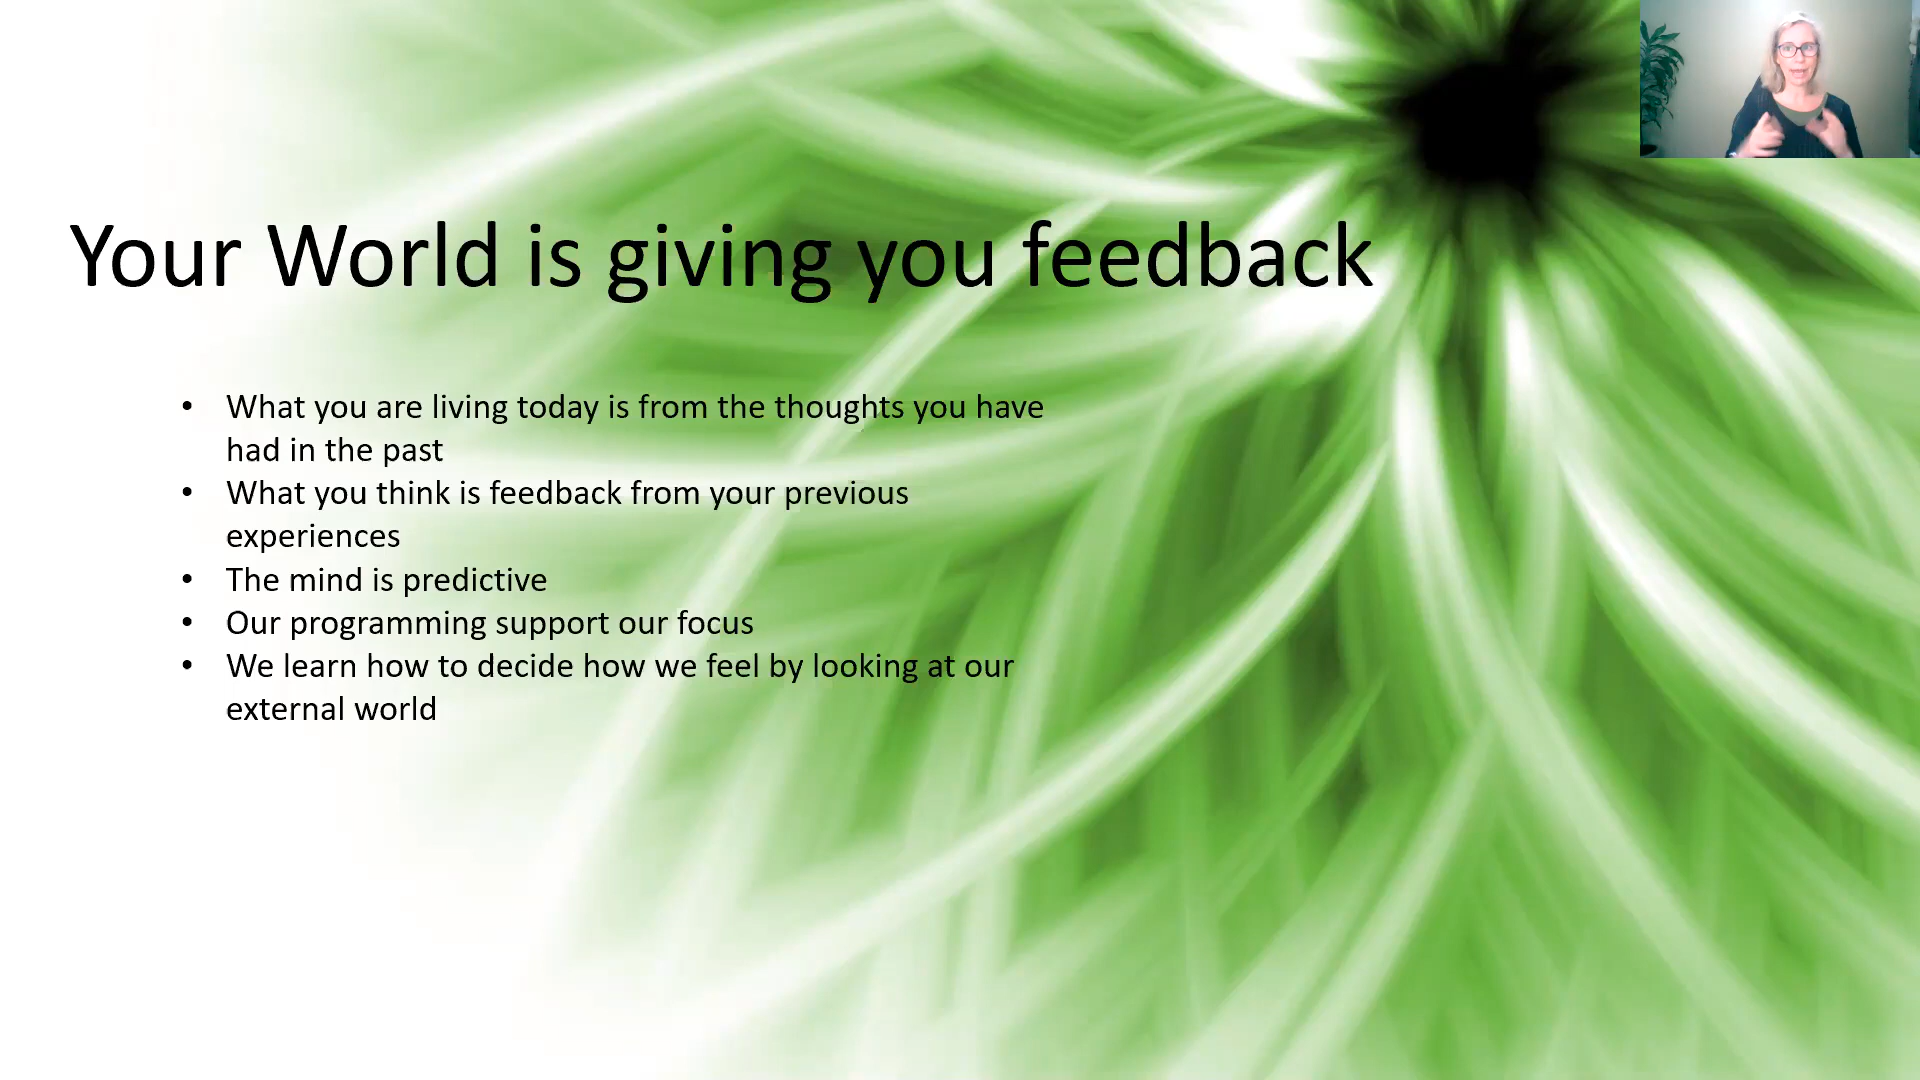 Your World is giving you feedback
• What you are living today is from the thoughts you have
had in the past
• What you think is feedback from your previous
experiences
• The mind is predictive
• Our programming support our focus
• We learn how to decide how we feel by looking at our
external world